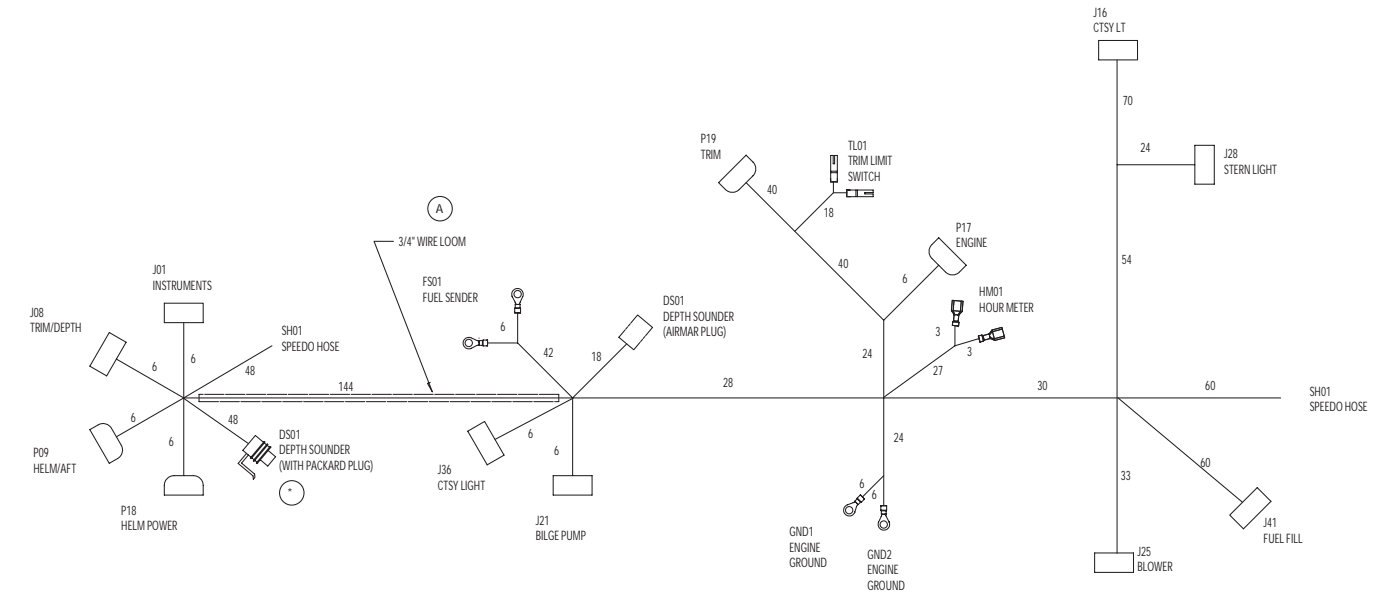 J16
CTSY LT
70
24
J28
STERN LIGHT
54
P19
TRIM
40
TL01
TRIM LIMIT
SWITCH
18
40
P17
ENGINE
6
HM01
HOUR METER
3
3
27
24
A
3/4" WIRE LOOM
FS01
FUEL SENDER
6
42
DS01
DEPTH SOUNDER
(AIRMAR PLUG)
18
J01
INSTRUMENTS
J08
TRIM/DEPTH
6
6
SH01
SPEEDO HOSE
48
144
28
30
60
SH01
SPEEDO HOSE
6
P09
HELM/AFT
6
P18
HELM POWER
48
DS01
DEPTH SOUNDER
(WITH PACKARD PLUG)
*
6
J36
CTSY LIGHT
6
J21
BILGE PUMP
24
6
6
GND1
ENGINE
GROUND
GND2
ENGINE
GROUND
33
J25
BLOWER
60
J41
FUEL FILL